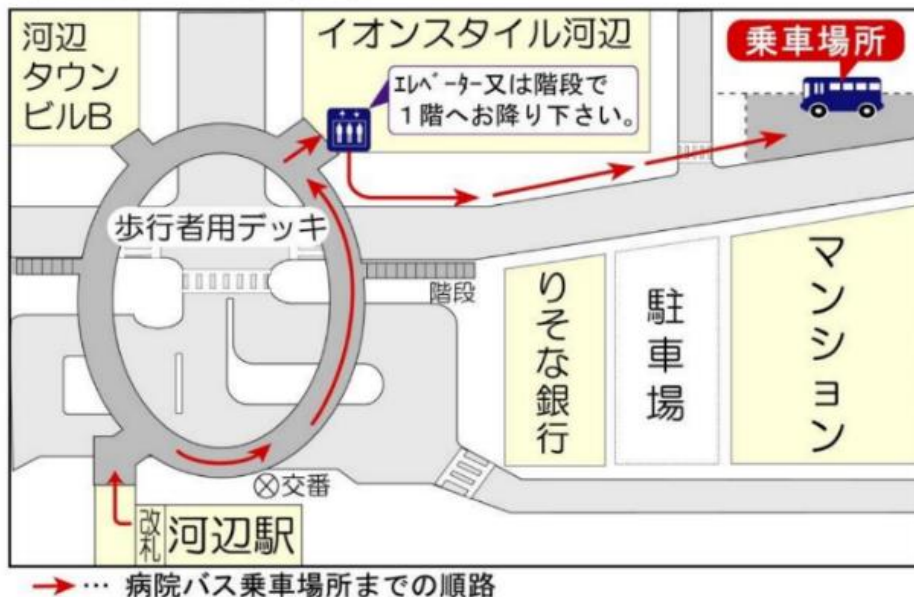 河辺
タウン
ビルB
イオンスタイル河辺
エレベーター又は階段で
1階へお降り下さい。
乗車場所
歩行者用デッキ
階段
りそな銀行
駐車場
マンション
交番
改札
河辺駅
→… 病院バス乗車場所までの順路